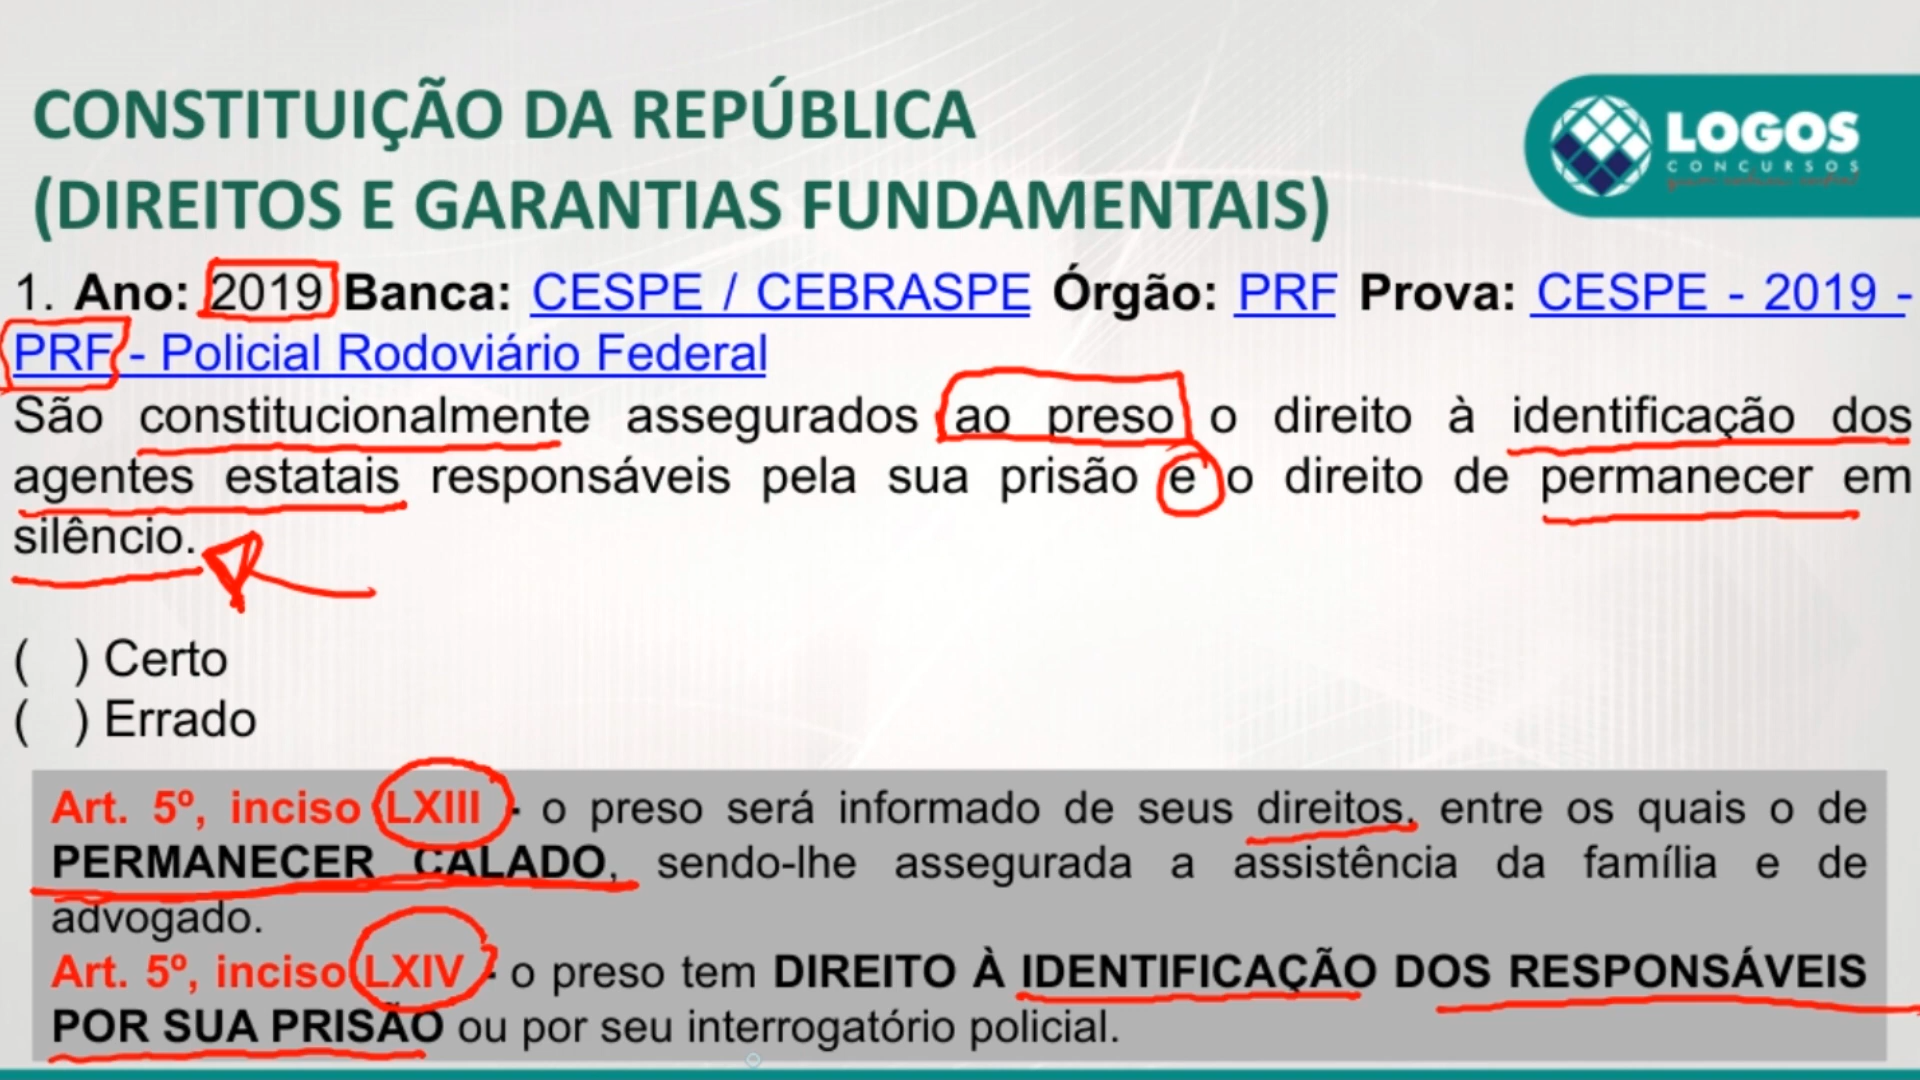 CONSTITUIÇÃO DA REPÚBLICA
(DIREITOS E GARANTIAS FUNDAMENTAIS)
LOGOS
CONCURSOS
1. Ano: 2019 Banca: CESPE / CEBRASPE Órgão: PRF Prova: CESPE - 2019 -
PRF - Policial Rodoviário Federal
São constitucionalmente assegurados ao preso o direito à identificação dos
agentes estatais responsáveis pela sua prisão e o direito de permanecer em
silêncio.
( ) Certo
( ) Errado
Art. 5º, inciso LXIII - o preso será informado de seus direitos, entre os quais o de
PERMANECER CALADO, sendo-lhe assegurada a assistência da família e de
advogado.
Art. 5º, inciso LXIV - o preso tem DIREITO À IDENTIFICAÇÃO DOS RESPONSÁVEIS
POR SUA PRISÃO ou por seu interrogatório policial.